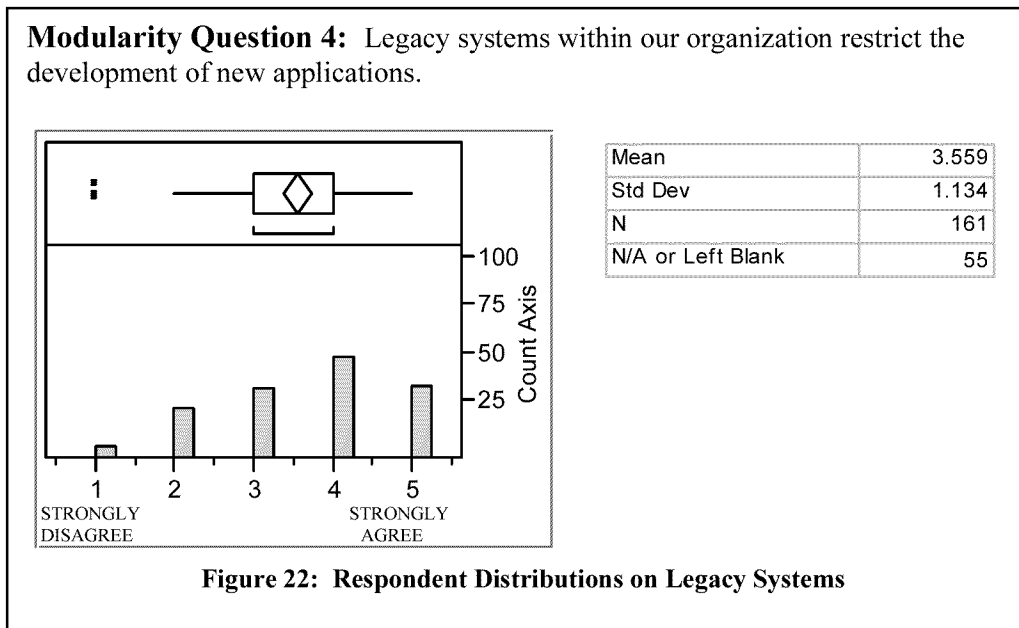 Modularity Question 4: Legacy systems within our organization restrict the
development of new applications.
100
75
50
25
Count Axis
1 2 3 4 5
STRONGLY DISAGREE
STRONGLY AGREE
Mean 3.559
Std Dev 1.134
N 161
N/A or Left Blank 55
Figure 22: Respondent Distributions on Legacy Systems